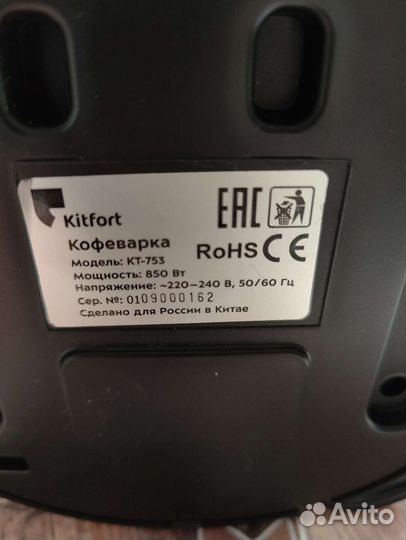 Kitfort
Кофеварка
Модель: КТ-753
Мощность: 850 Вт
Напряжение: ~220–240 В, 50/60 Гц
Сер. №: 0109000162
Сделано для России в Китае
EAC
RoHS CE
Avito